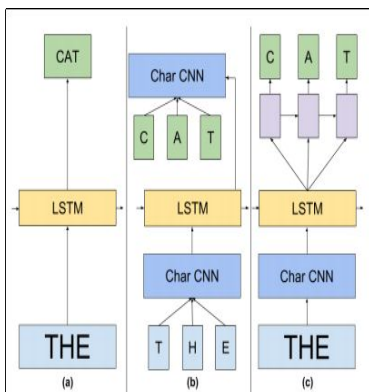 CAT
LSTM
THE
(a)
Char CNN
C A T
LSTM
Char CNN
T H E
(b)
C A T
LSTM
Char CNN
THE
(c)